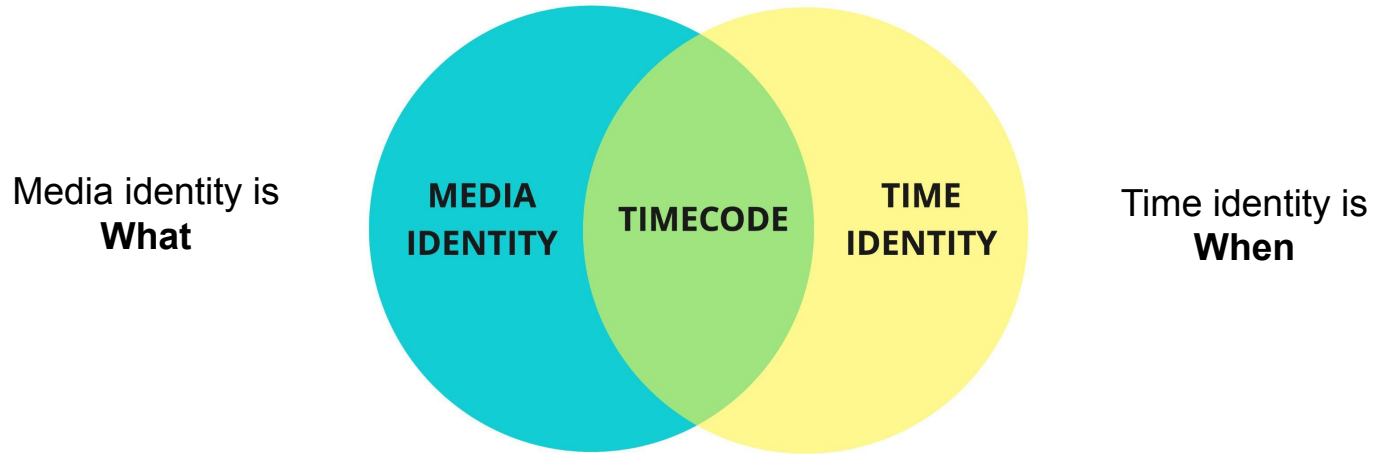 Media identity is
What
MEDIA
IDENTITY
TIMECODE
TIME
IDENTITY
Time identity is
When